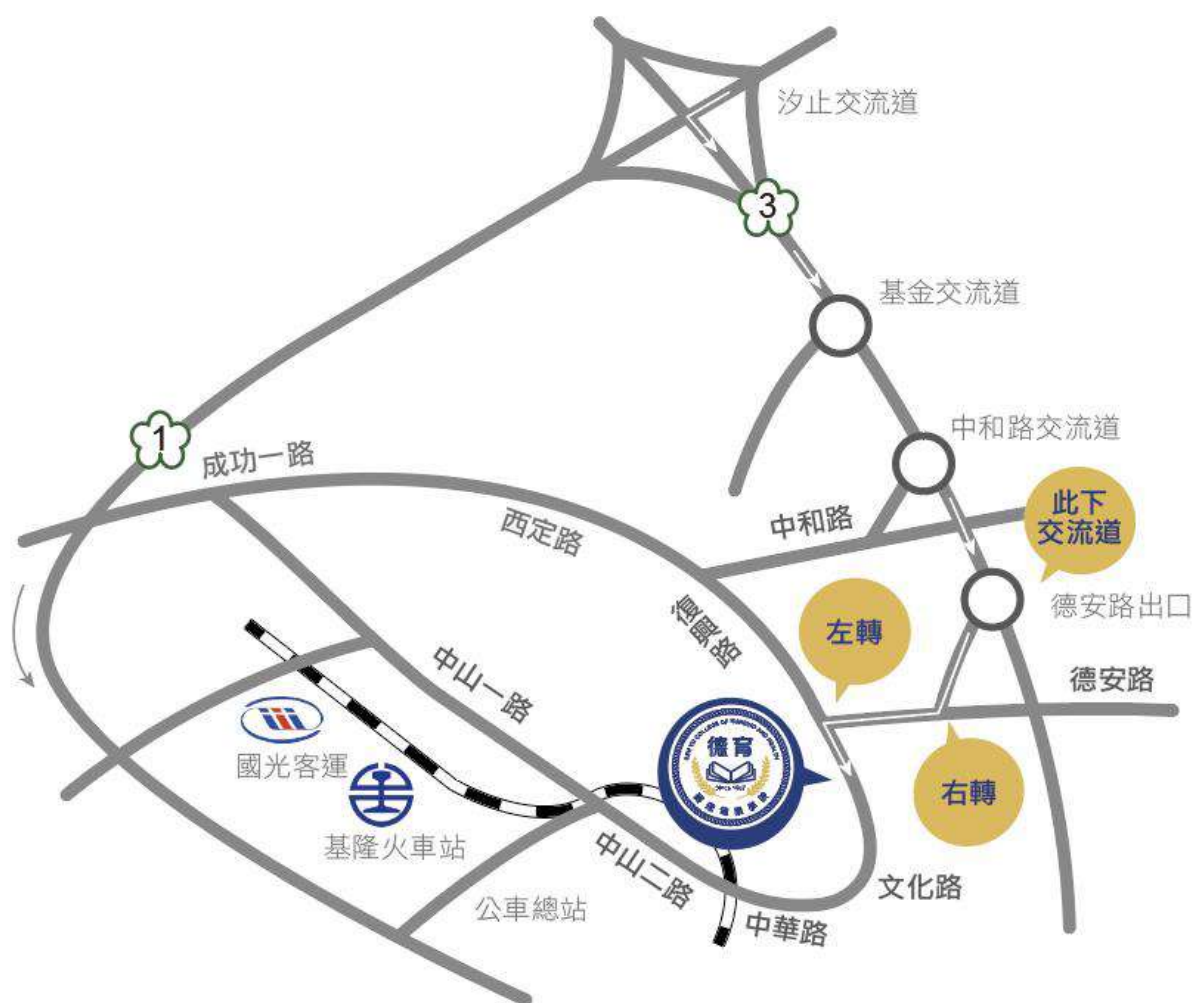 汐止交流道
3
基金交流道
1
成功一路
中和路交流道
西定路
中和路
此下
交流道
復興路
左轉
德安路出口
中山一路
德安路
國光客運
德育
右轉
基隆火車站
中山二路
文化路
公車總站
中華路